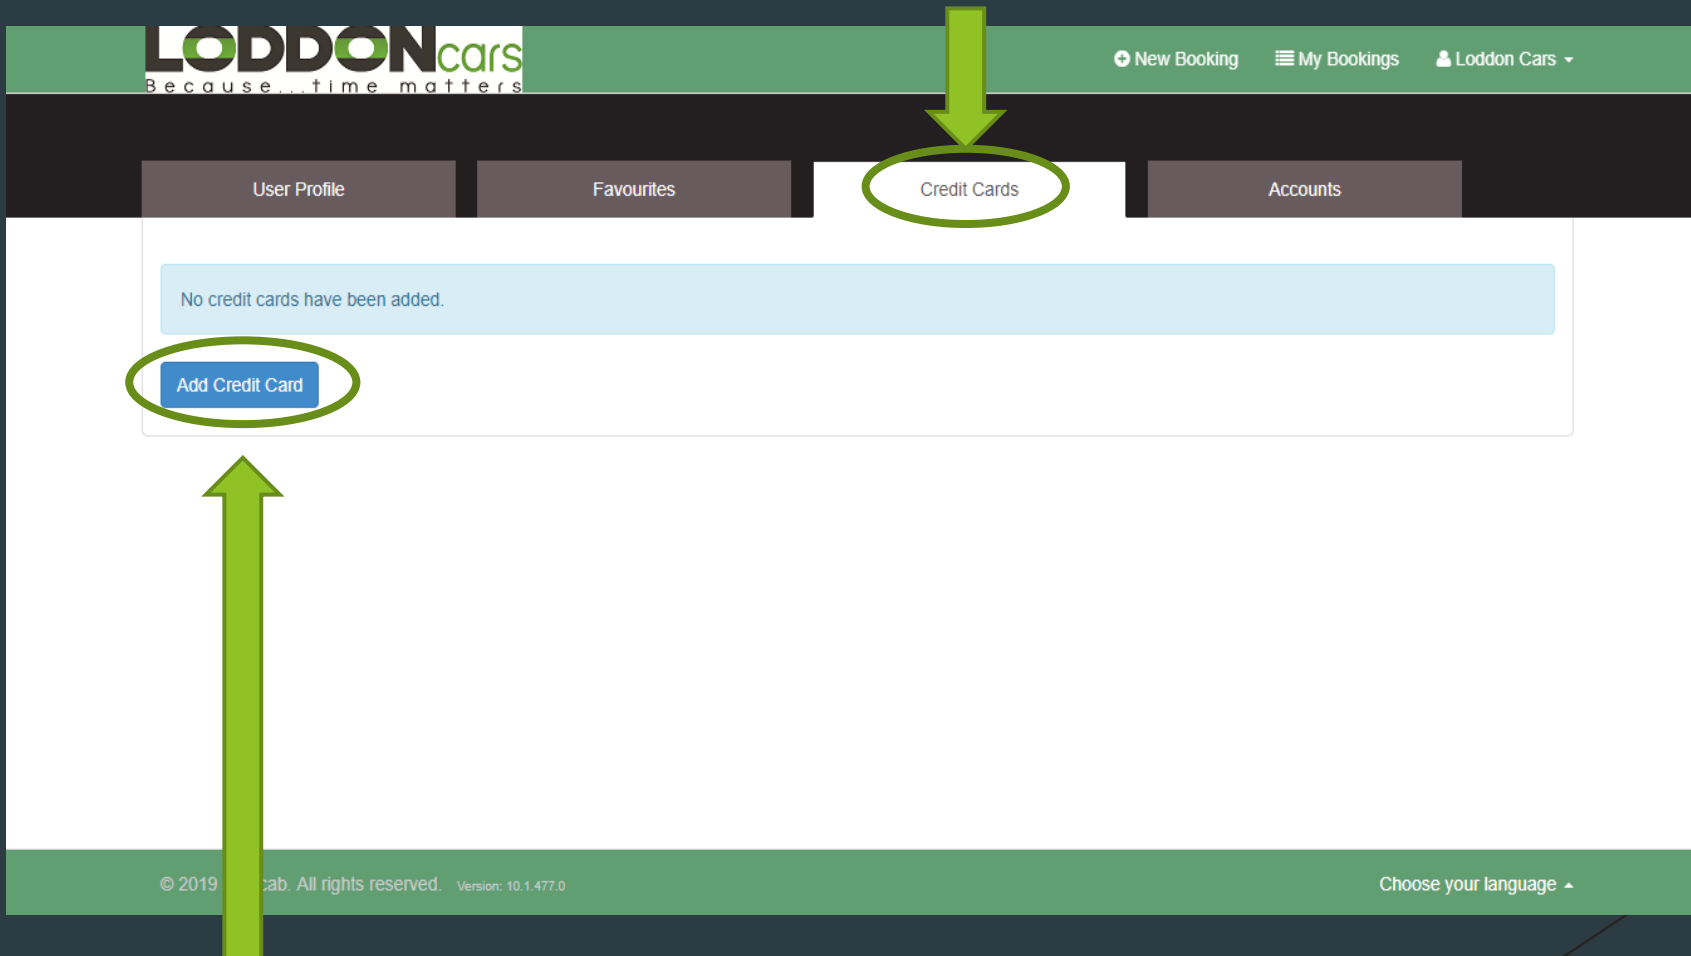 LODDON cars
Because...time matters
New Booking
My Bookings
Loddon Cars
User Profile
Favourites
Credit Cards
Accounts
No credit cards have been added.
Add Credit Card
© 2019 cab. All rights reserved. Version: 10.1.477.0
Choose your language